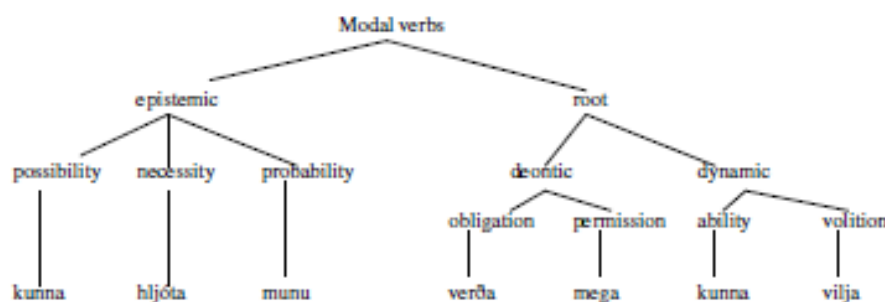 Modal verbs
epistemic root
possibility necessity probability deontic dynamic
obligation permission ability volition
kunna hljóta munu verða mega kunna vilja